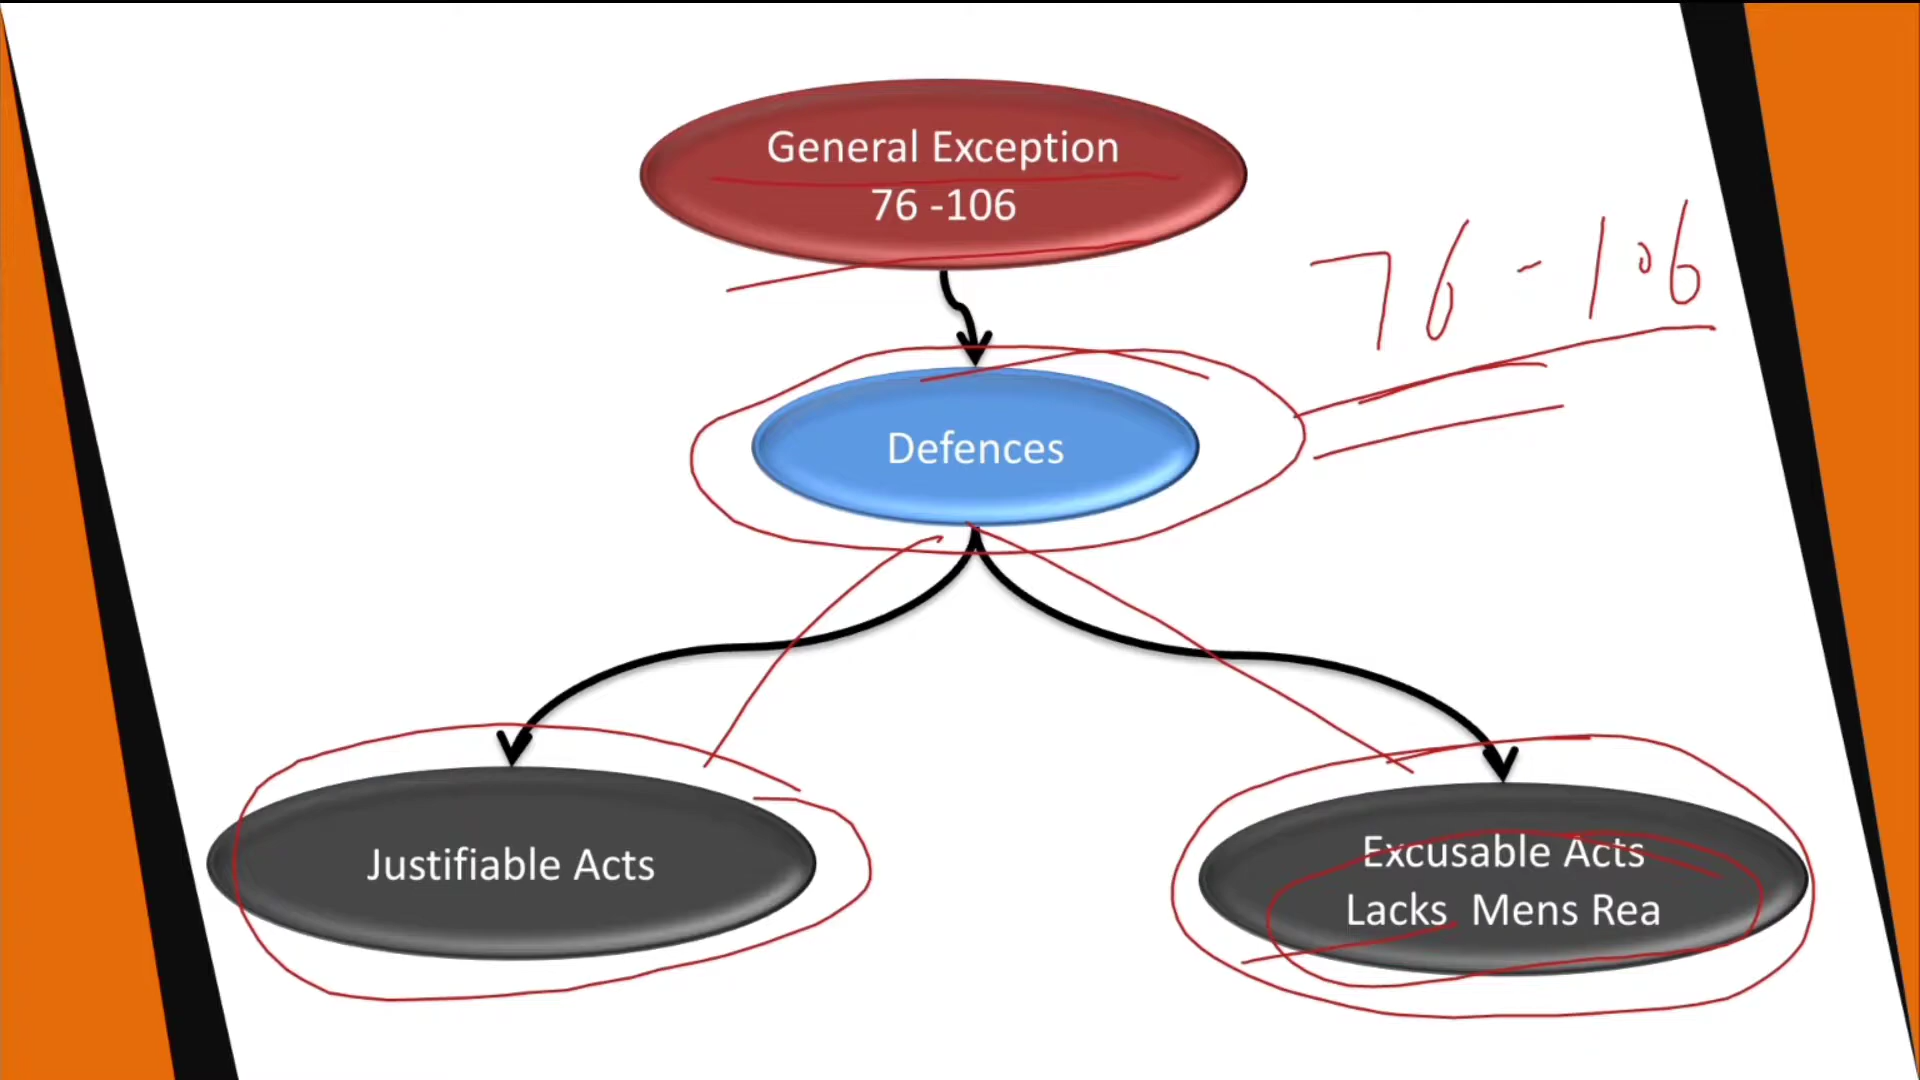 General Exception
76 -106
76 - 106
Defences
Justifiable Acts
Excusable Acts
Lacks Mens Rea